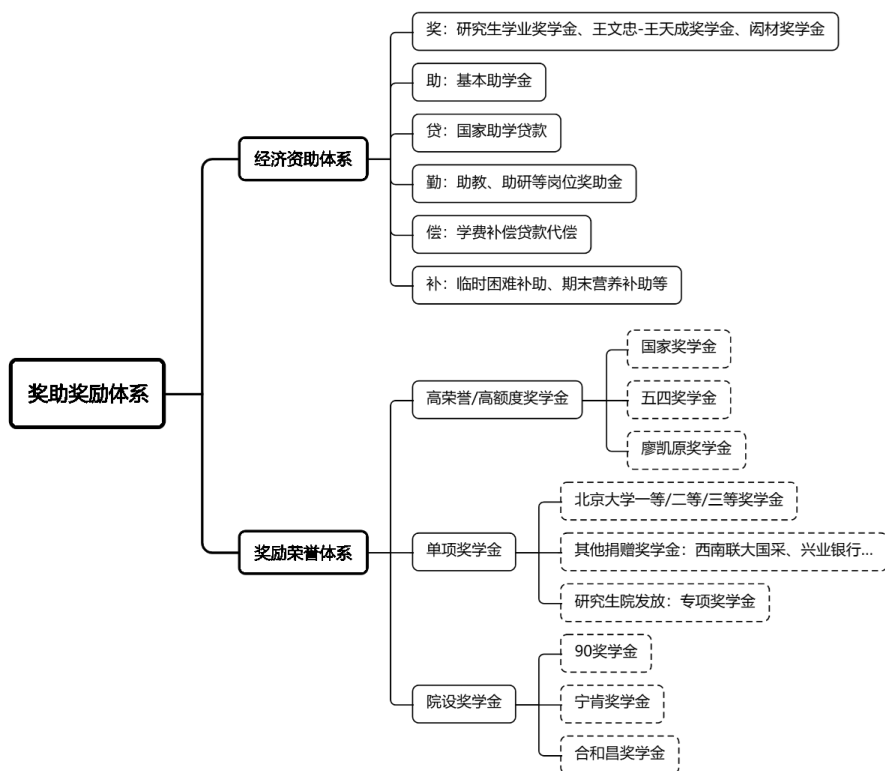 奖助奖励体系
经济资助体系
奖：研究生学业奖学金、王文忠-王天成奖学金、闳材奖学金
助：基本助学金
贷：国家助学贷款
勤：助教、助研等岗位奖助金
偿：学费补偿贷款代偿
补：临时困难补助、期末营养补助等
奖励荣誉体系
高荣誉/高额度奖学金
国家奖学金
五四奖学金
廖凯原奖学金
单项奖学金
北京大学一等/二等/三等奖学金
其他捐赠奖学金：西南联大国采、兴业银行...
研究生院发放：专项奖学金
院设奖学金
90奖学金
宁肯奖学金
合和昌奖学金